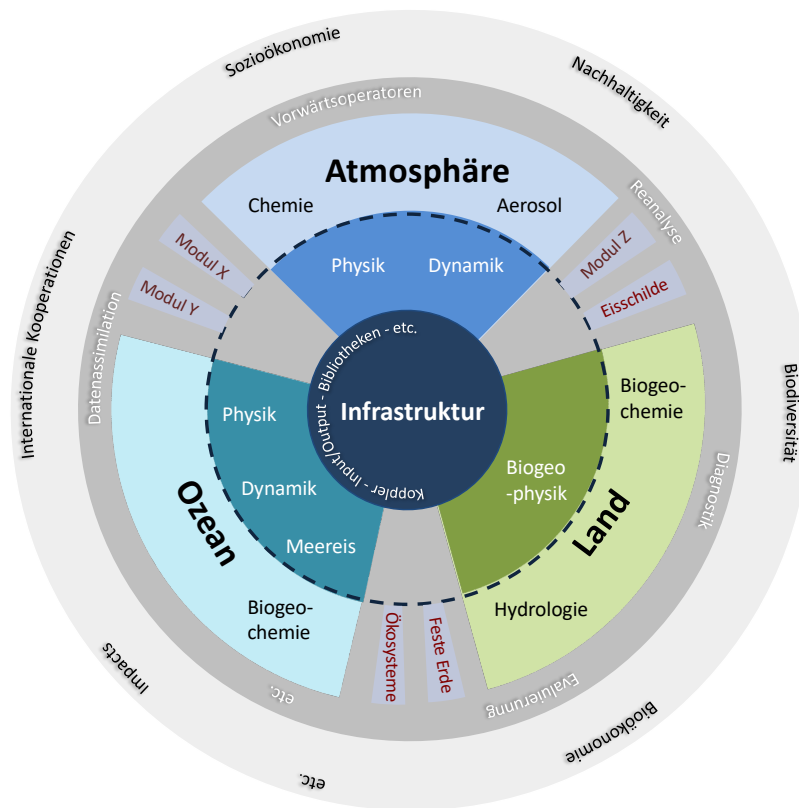 Sozioökonomie
Nachhaltigkeit
Vorwärtsoperatoren
Atmosphäre
Chemie
Aerosol
Reanalyse
Modul X
Modul Y
Physik
Dynamik
Modul Z
Eisschilde
Internationale Kooperationen
Datenassimilation
Koppler - Input/Output - Bibliotheken - etc.
Infrastruktur
Biodiversität
Diagnostik
Physik
Dynamik
Meereis
Ozean
Biogeo-
chemie
Biogeo-
chemie
Biogeo
-physik
Land
Hydrologie
Ökosysteme
Feste Erde
etc.
Evaluierung
Impacts
Bioökonomie
etc.